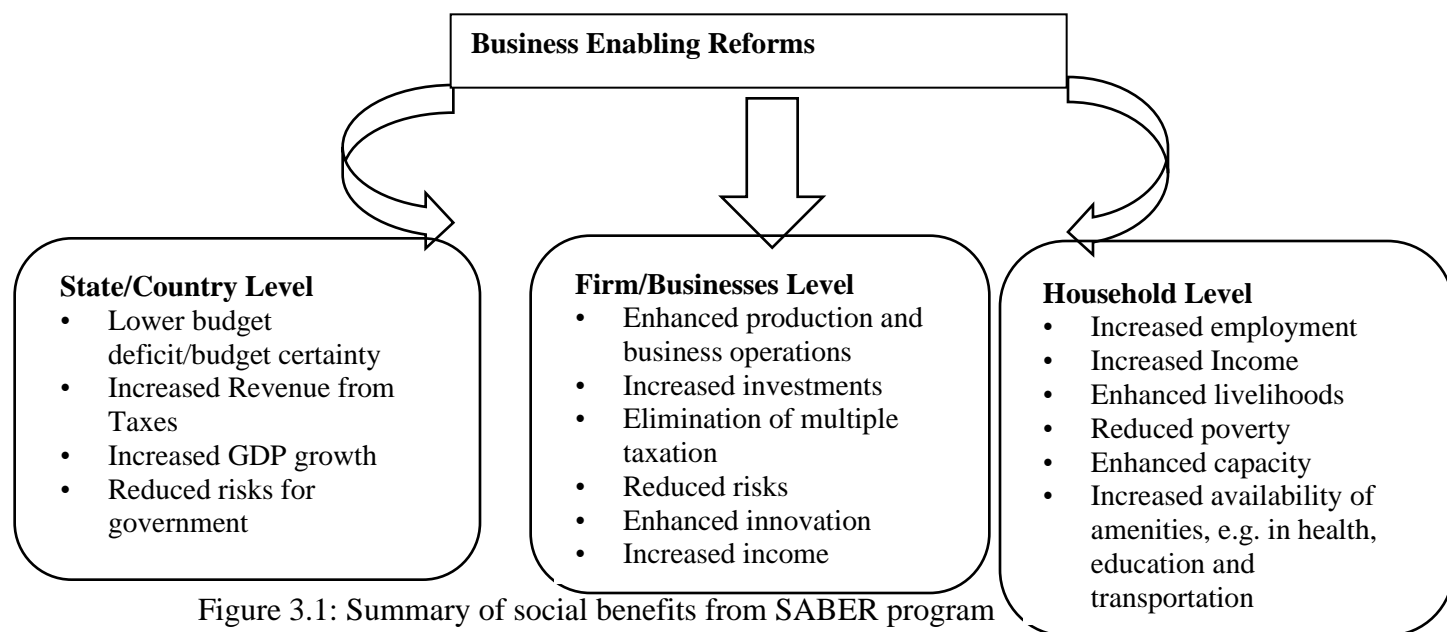 Business Enabling Reforms
State/Country Level
• Lower budget
deficit/budget certainty
• Increased Revenue from
Taxes
• Increased GDP growth
• Reduced risks for
government
Firm/Businesses Level
• Enhanced production and
business operations
• Increased investments
• Elimination of multiple
taxation
• Reduced risks
• Enhanced innovation
• Increased income
Household Level
• Increased employment
• Increased Income
• Enhanced livelihoods
• Reduced poverty
• Enhanced capacity
• Increased availability of
amenities, e.g. in health,
education and
transportation
Figure 3.1: Summary of social benefits from SABER program